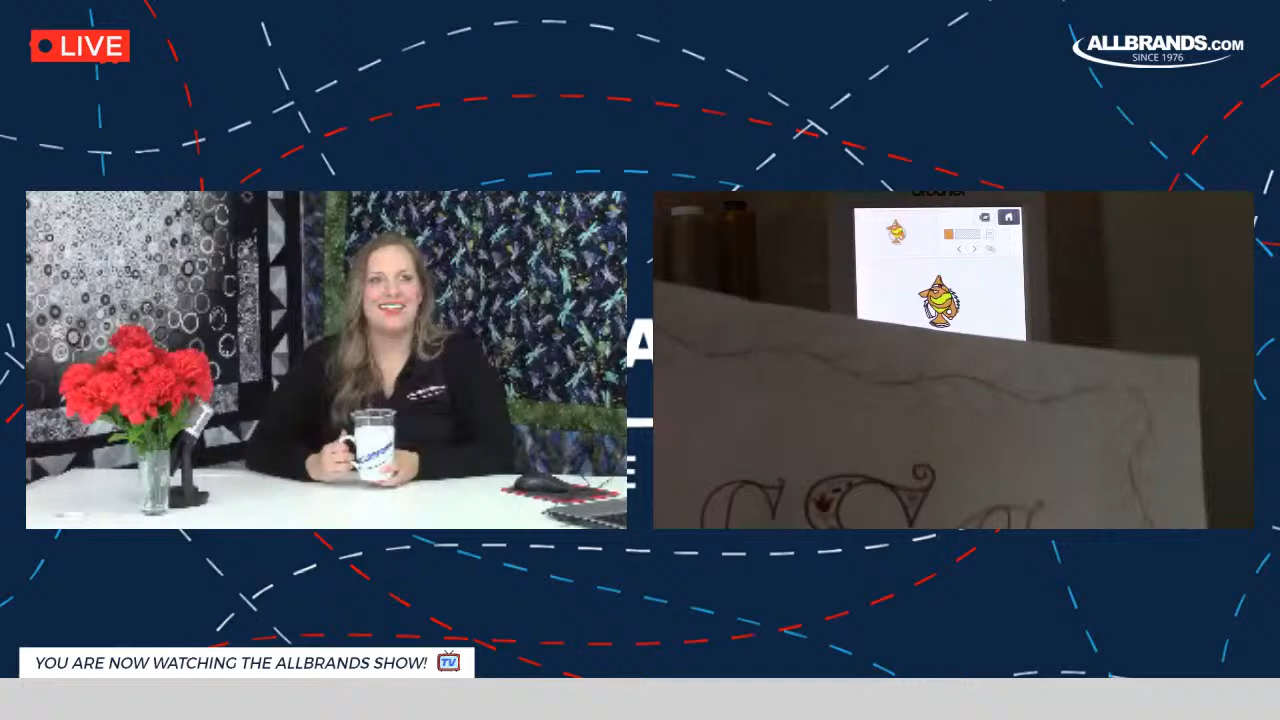 LIVE
ALLBRANDS.COM
SINCE 1976
A
E
YOU ARE NOW WATCHING THE ALLBRANDS SHOW!
TV